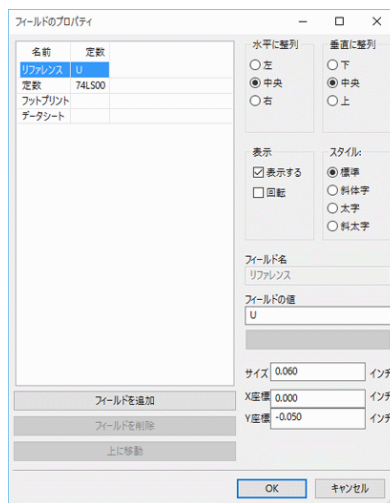 フィールドのプロパティ
名前 定数
リファレンス U
定数 74LS00
フットプリント
データシート
フィールドを追加
フィールドを削除
上に移動
水平に整列
左
中央
右
垂直に整列
下
中央
上
表示
表示する
回転
スタイル:
標準
斜体字
太字
斜太字
フィールド名
リファレンス
フィールドの値
U
サイズ 0.060 インチ
X座標 0.000 インチ
Y座標 -0.050 インチ
OK キャンセル